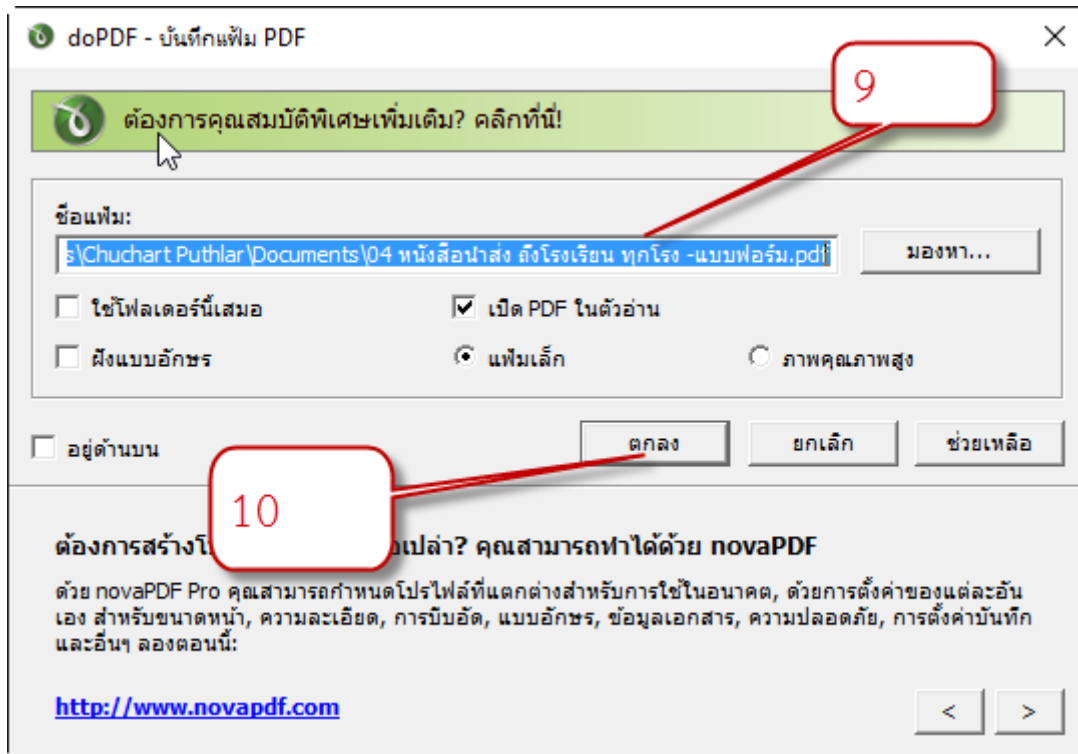 doPDF - บันทึกแฟ้ม PDF
9
ต้องการคุณสมบัติพิเศษเพิ่มเติม? คลิกที่นี่!
ชื่อแฟ้ม:
s\Chuchart Puthlar\Documents\04 หนังสือนำส่ง ถึงโรงเรียน ทุกโรง -แบบฟอร์ม.pdf
มองหา...
ใช้โฟลเดอร์นี้เสมอ
เปิด PDF ในตัวอ่าน
ฝังแบบอักษร
แฟ้มเล็ก
ภาพคุณภาพสูง
อยู่ด้านบน
ตกลง
ยกเลิก
ช่วยเหลือ
10
ต้องการสร้างโ เปล่า? คุณสามารถทำได้ด้วย novaPDF
ด้วย novaPDF Pro คุณสามารถกำหนดโปรไฟล์ที่แตกต่างสำหรับการใช้ในอนาคต, ด้วยการตั้งค่าของแต่ละอัน
เอง สำหรับขนาดหน้า, ความละเอียด, การบีบอัด, แบบอักษร, ข้อมูลเอกสาร, ความปลอดภัย, การตั้งค่าบันทึก
และอื่นๆ ลองตอนนี้:
http://www.novapdf.com
<
>